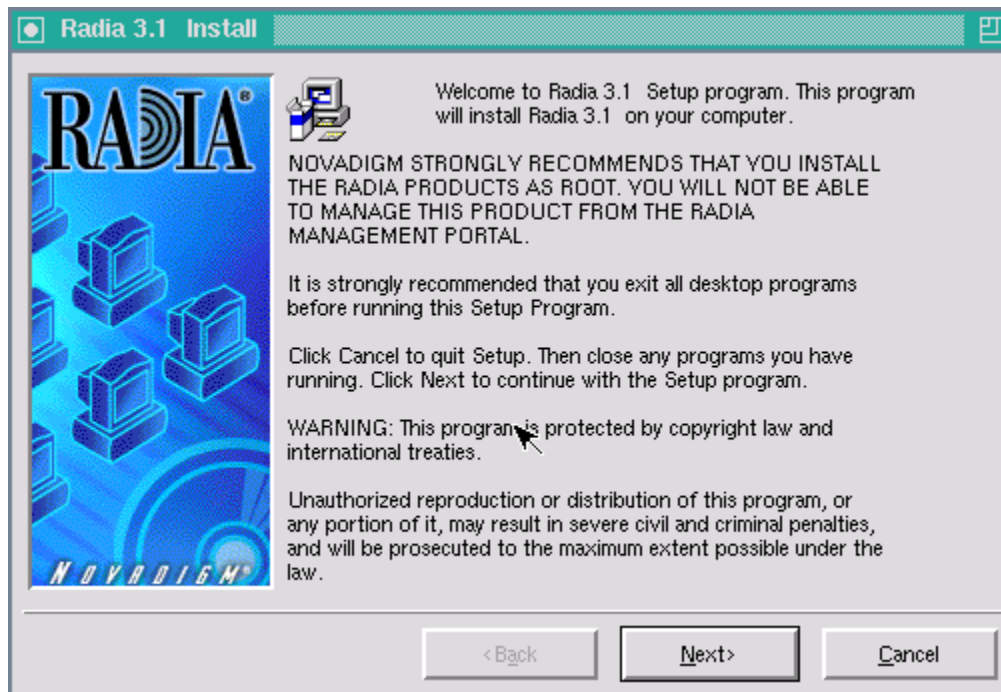 Radia 3.1 Install
RADIA®
Welcome to Radia 3.1 Setup program. This program
will install Radia 3.1 on your computer.
NOVADIGM STRONGLY RECOMMENDS THAT YOU INSTALL
THE RADIA PRODUCTS AS ROOT. YOU WILL NOT BE ABLE
TO MANAGE THIS PRODUCT FROM THE RADIA
MANAGEMENT PORTAL.
It is strongly recommended that you exit all desktop programs
before running this Setup Program.
Click Cancel to quit Setup. Then close any programs you have
running. Click Next to continue with the Setup program.
WARNING: This program is protected by copyright law and
international treaties.
Unauthorized reproduction or distribution of this program, or
any portion of it, may result in severe civil and criminal penalties,
and will be prosecuted to the maximum extent possible under the
law.
NOVADIGM®
<Back
Next>
Cancel